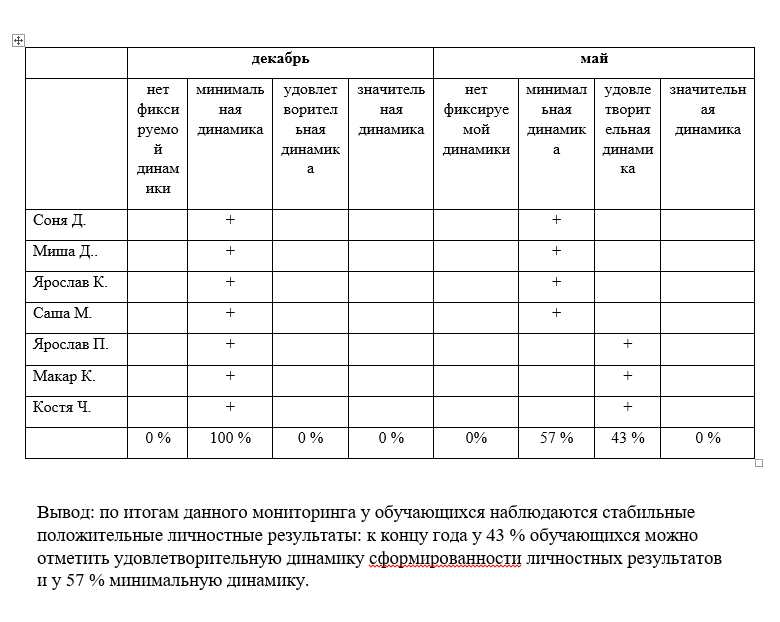 декабрь май
нет фиксируемой динамики минимальная динамика удовлетворительная динамика значительная динамика нет фиксируемой динамики минимальная динамика удовлетворительная динамика значительная динамика
Соня Д. + +
Миша Д.. + +
Ярослав К. + +
Саша М. + +
Ярослав П. + +
Макар К. + +
Костя Ч. + +
0 % 100 % 0 % 0 % 0% 57 % 43 % 0 %
Вывод: по итогам данного мониторинга у обучающихся наблюдаются стабильные
положительные личностные результаты: к концу года у 43 % обучающихся можно
отметить удовлетворительную динамику сформированности личностных результатов
и у 57 % минимальную динамику.